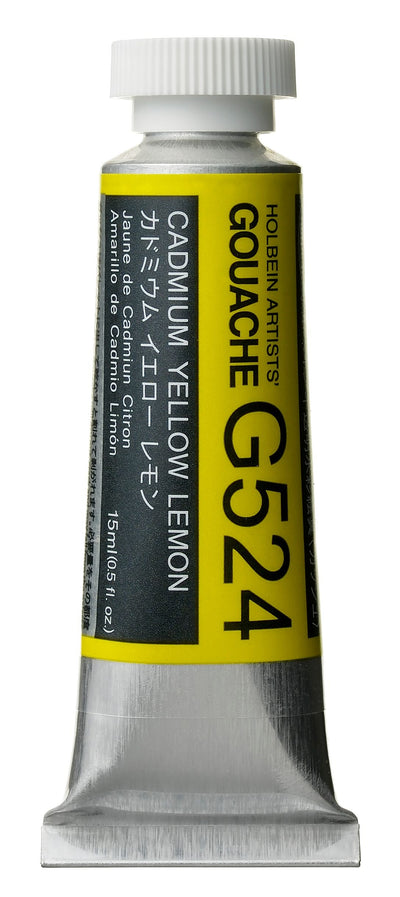 HOLBEIN ARTISTS'
GOUACHE G524
CADMIUM YELLOW LEMON
カドミウム イエロー レモン
Jaune de Cadmiun Citron
Amarillo de Cadmio Limón
15ml(0.5 fl. oz.)